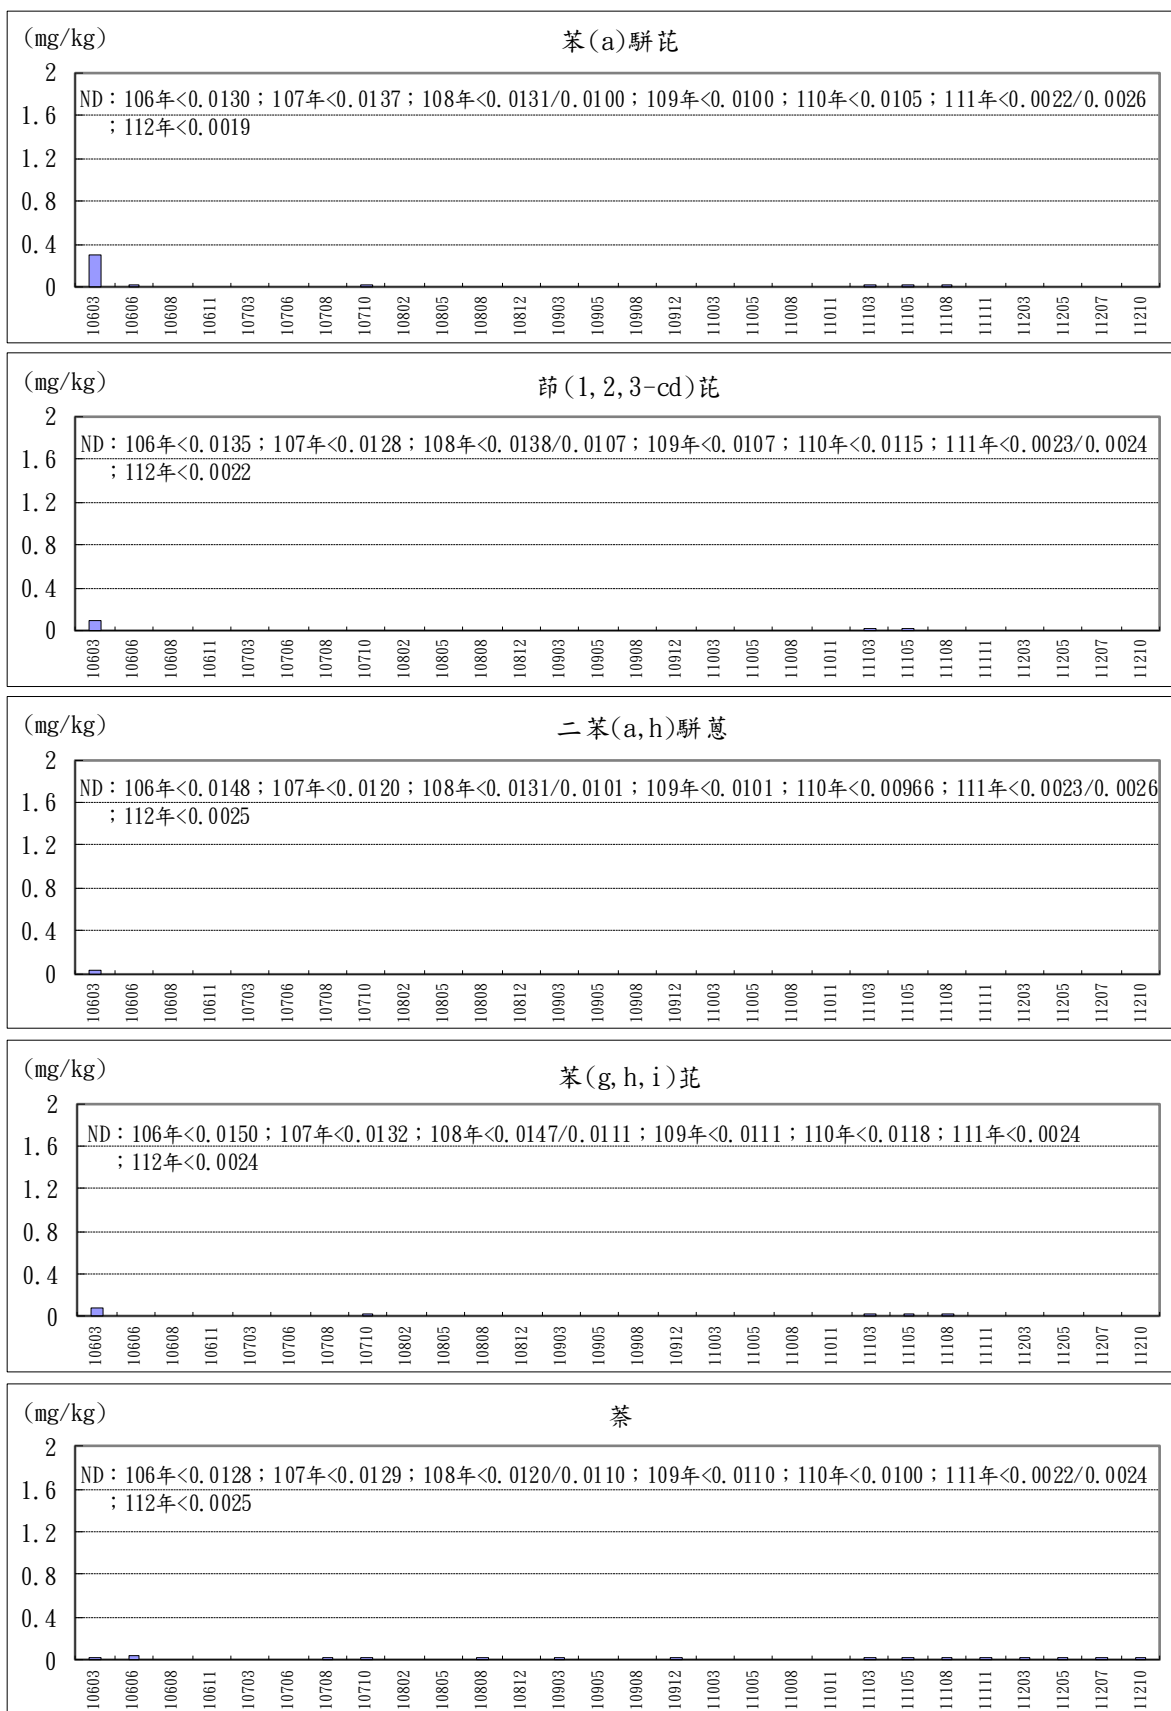 (mg/kg)
苯(a)駢芘
2
ND：106年<0.0130；107年<0.0137；108年<0.0131/0.0100；109年<0.0100；110年<0.0105；111年<0.0022/0.0026
；112年<0.0019
1.6
1.2
0.8
0.4
0
10603 10606 10608 10611 10703 10706 10708 10710 10802 10805 10808 10812 10903 10905 10908 10912 11003 11005 11008 11011 11103 11105 11108 11111 11203 11205 11207 11210
(mg/kg)
茚(1,2,3-cd)芘
2
ND：106年<0.0135；107年<0.0128；108年<0.0138/0.0107；109年<0.0107；110年<0.0115；111年<0.0023/0.0024
；112年<0.0022
1.6
1.2
0.8
0.4
0
10603 10606 10608 10611 10703 10706 10708 10710 10802 10805 10808 10812 10903 10905 10908 10912 11003 11005 11008 11011 11103 11105 11108 11111 11203 11205 11207 11210
(mg/kg)
二苯(a,h)駢蒽
2
ND：106年<0.0148；107年<0.0120；108年<0.0131/0.0101；109年<0.0101；110年<0.00966；111年<0.0023/0.0026
；112年<0.0025
1.6
1.2
0.8
0.4
0
10603 10606 10608 10611 10703 10706 10708 10710 10802 10805 10808 10812 10903 10905 10908 10912 11003 11005 11008 11011 11103 11105 11108 11111 11203 11205 11207 11210
(mg/kg)
苯(g,h,i)苝
2
ND：106年<0.0150；107年<0.0132；108年<0.0147/0.0111；109年<0.0111；110年<0.0118；111年<0.0024
；112年<0.0024
1.6
1.2
0.8
0.4
0
10603 10606 10608 10611 10703 10706 10708 10710 10802 10805 10808 10812 10903 10905 10908 10912 11003 11005 11008 11011 11103 11105 11108 11111 11203 11205 11207 11210
(mg/kg)
萘
2
ND：106年<0.0128；107年<0.0129；108年<0.0120/0.0110；109年<0.0110；110年<0.0100；111年<0.0022/0.0024
；112年<0.0025
1.6
1.2
0.8
0.4
0
10603 10606 10608 10611 10703 10706 10708 10710 10802 10805 10808 10812 10903 10905 10908 10912 11003 11005 11008 11011 11103 11105 11108 11111 11203 11205 11207 11210